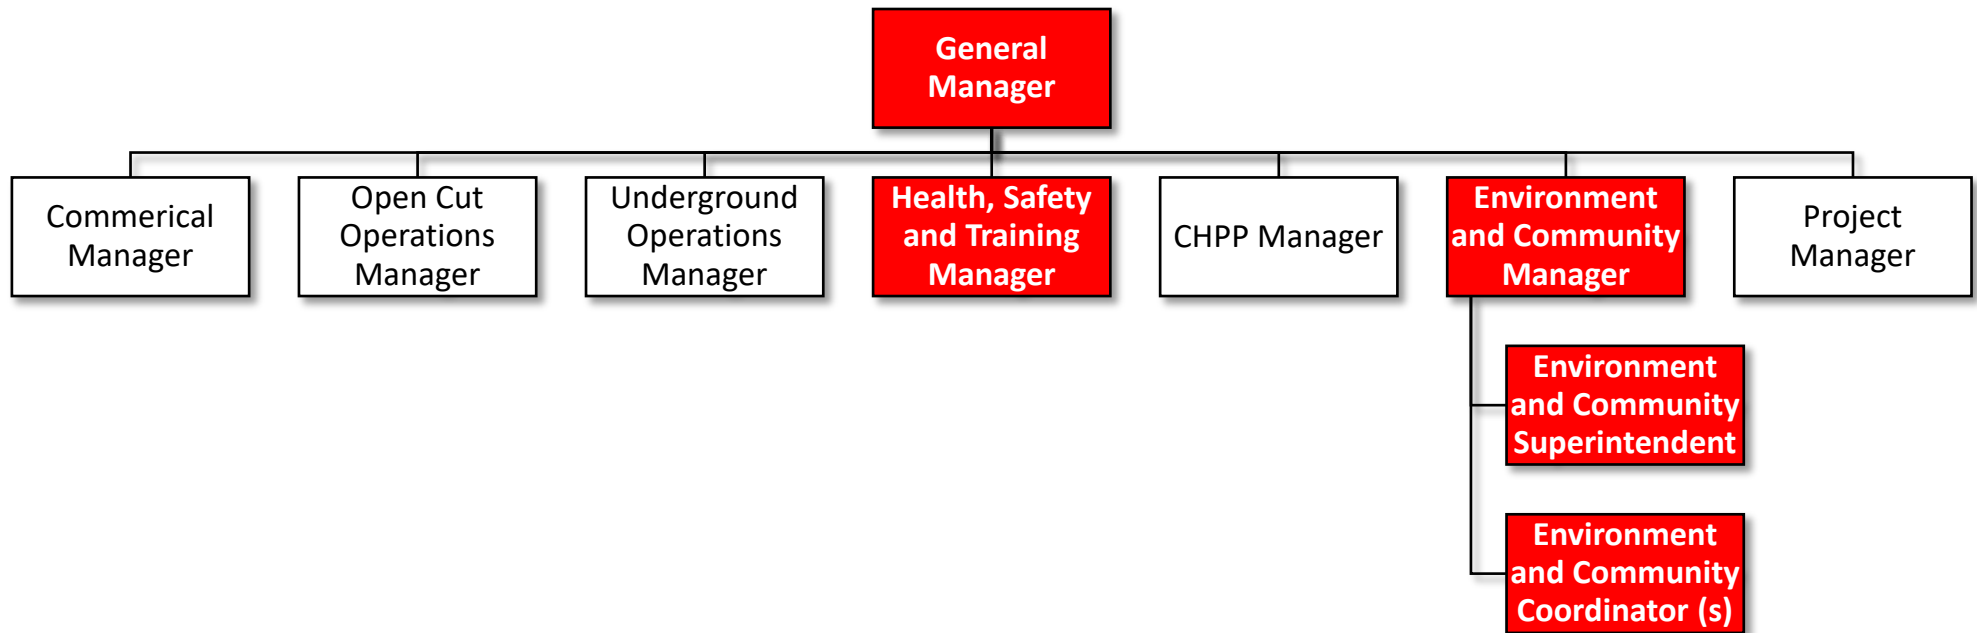 General
Manager
Commerical
Manager
Open Cut
Operations
Manager
Underground
Operations
Manager
Health, Safety
and Training
Manager
CHPP Manager
Environment
and Community
Manager
Project
Manager
Environment
and Community
Superintendent
Environment
and Community
Coordinator (s)